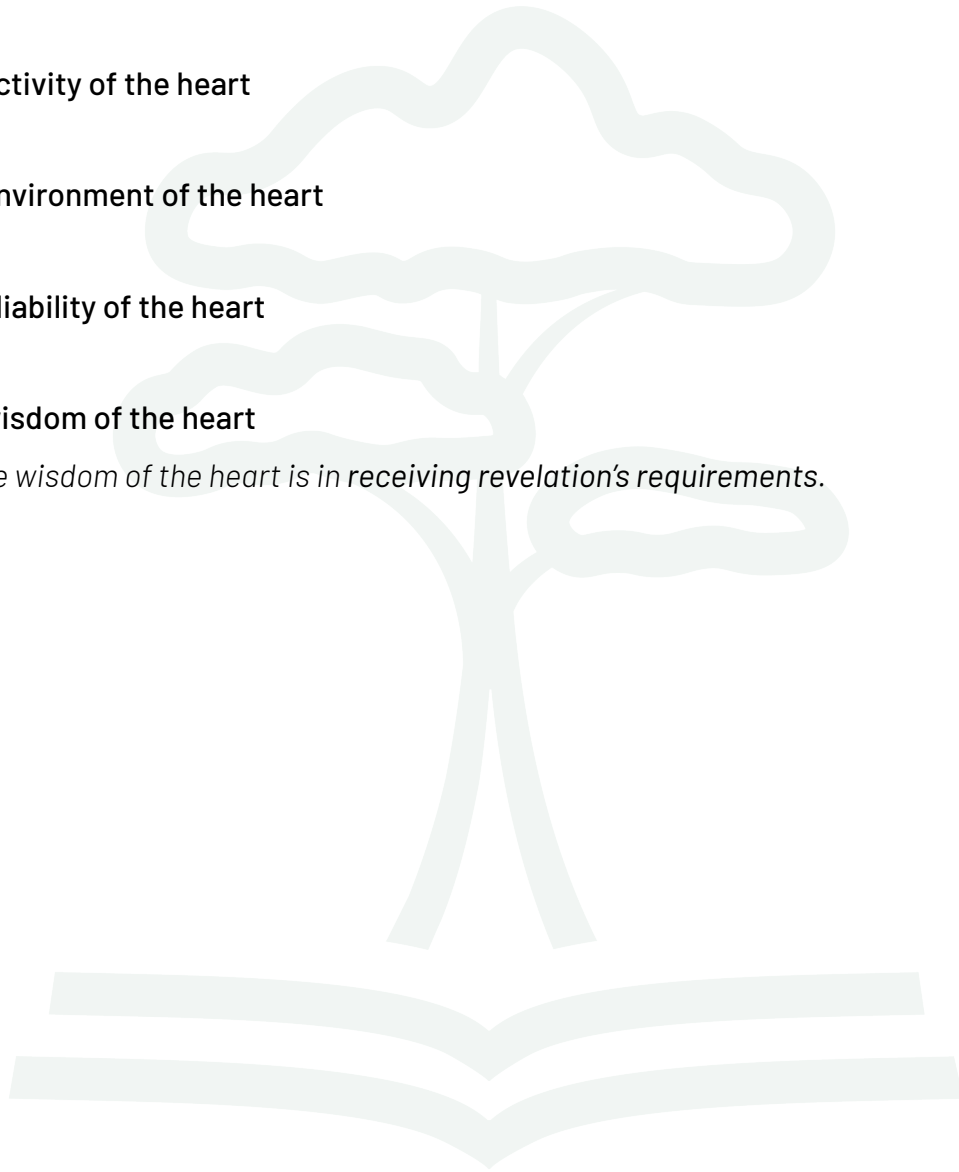 ctivity of the heart
nvironment of the heart
liability of the heart
isdom of the heart
e wisdom of the heart is in receiving revelation's requirements.